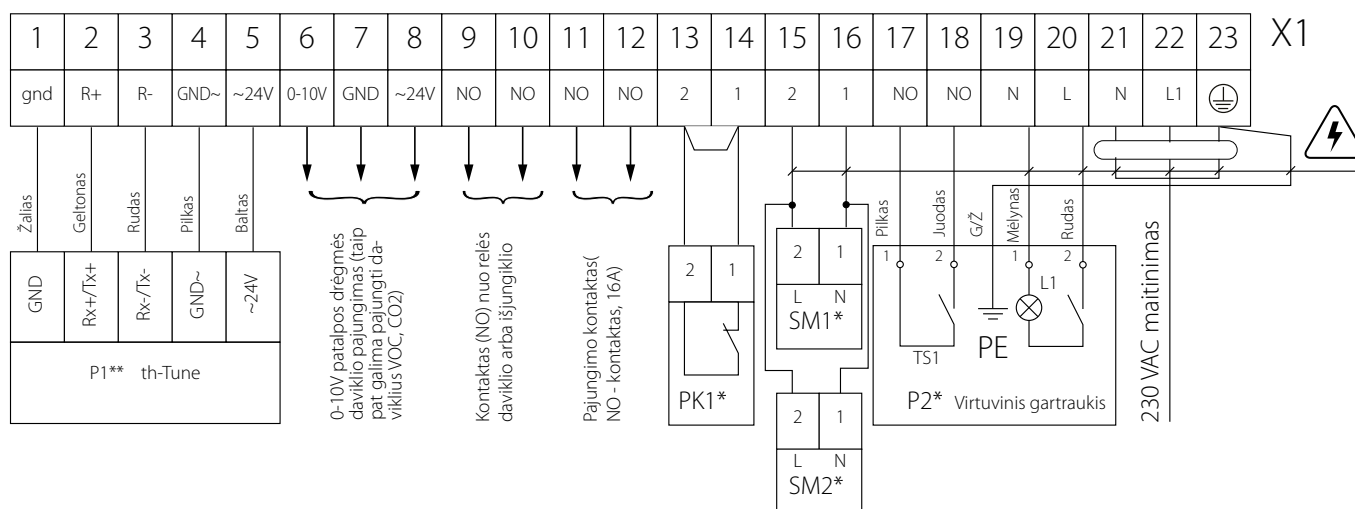 1 2 3 4 5 6 7 8 9 10 11 12 13 14 15 16 17 18 19 20 21 22 23 X1
gnd R+ R- GND~ ~24V 0-10V GND ~24V NO NO NO NO 2 1 2 1 NO NO N L N L1
Žalias
Geltonas
Rudas
Pilkas
Baltas
GND
Rx+/Tx+
Rx-/Tx-
GND~
~24V
P1** th-Tune
0-10V patalpos drėgmės
daviklio pajungimas (taip
pat galima pajungti da-
viklius VOC, CO2)
Kontaktas (NO) nuo relės
daviklio arba išjungiklio
Pajungimo kontaktas(
NO - kontaktas, 16A)
2 1
PK1*
2 1
L N
SM1*
2 1
L N
SM2*
Pilkas
Juodas
G/Ž
Mėlynas
Rudas
1 2 1 2
L1
TS1
PE
P2* Virtuvinis gartraukis
230 VAC maitinimas